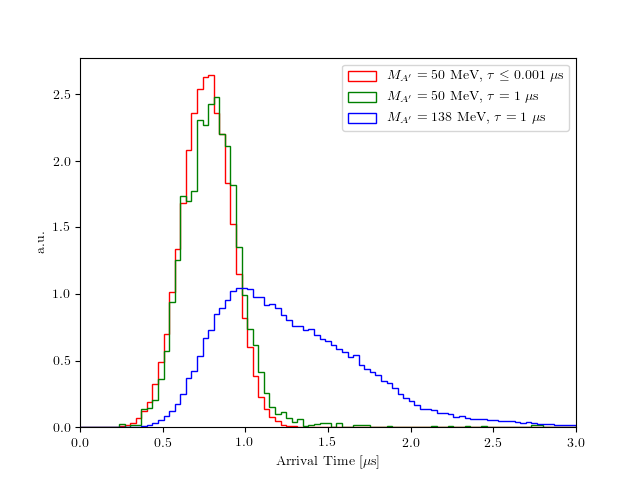 M_{A′} = 50 MeV, τ ≤ 0.001 μs
M_{A′} = 50 MeV, τ = 1 μs
M_{A′} = 138 MeV, τ = 1 μs
2.5
2.0
1.5
1.0
0.5
0.0
a.u.
0.0 0.5 1.0 1.5 2.0 2.5 3.0
Arrival Time [μs]